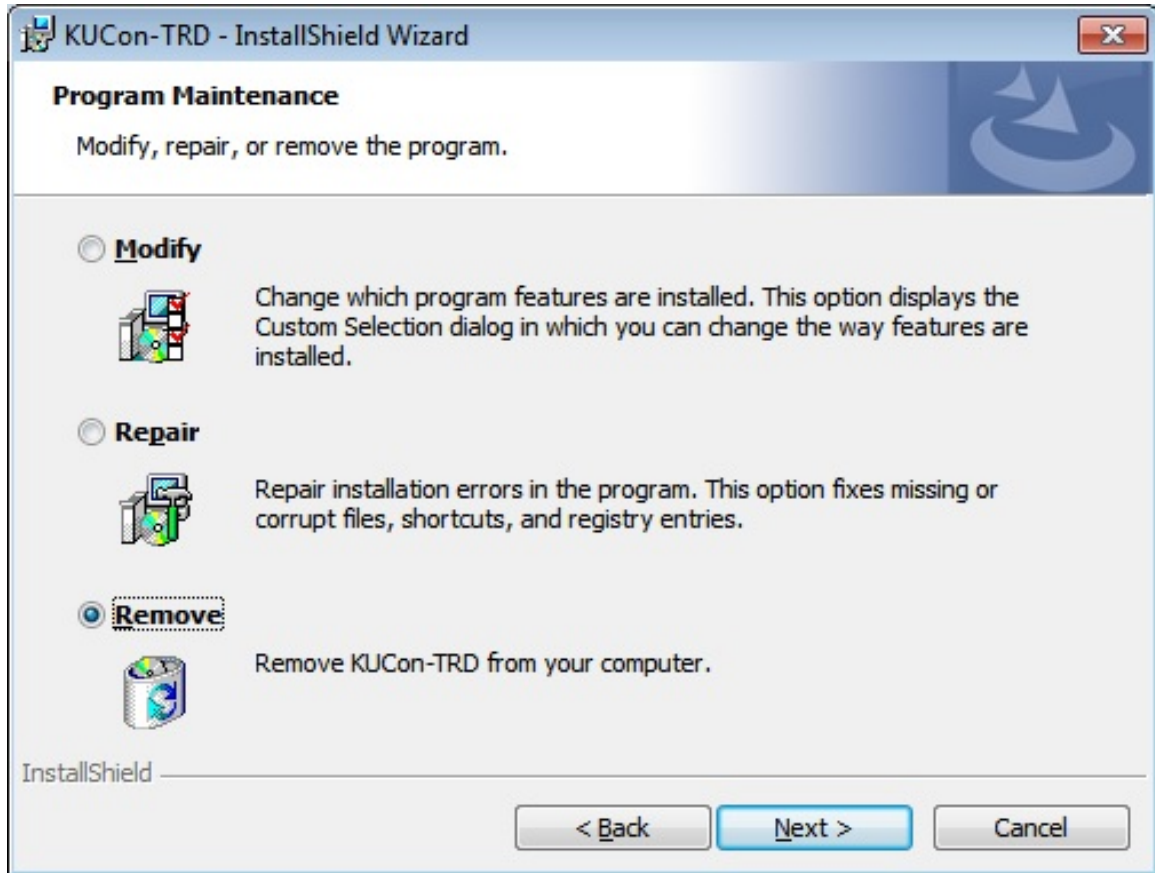 KUCon-TRD - InstallShield Wizard
Program Maintenance
Modify, repair, or remove the program.
Modify
Change which program features are installed. This option displays the
Custom Selection dialog in which you can change the way features are
installed.
Repair
Repair installation errors in the program. This option fixes missing or
corrupt files, shortcuts, and registry entries.
Remove
Remove KUCon-TRD from your computer.
InstallShield
< Back
Next >
Cancel